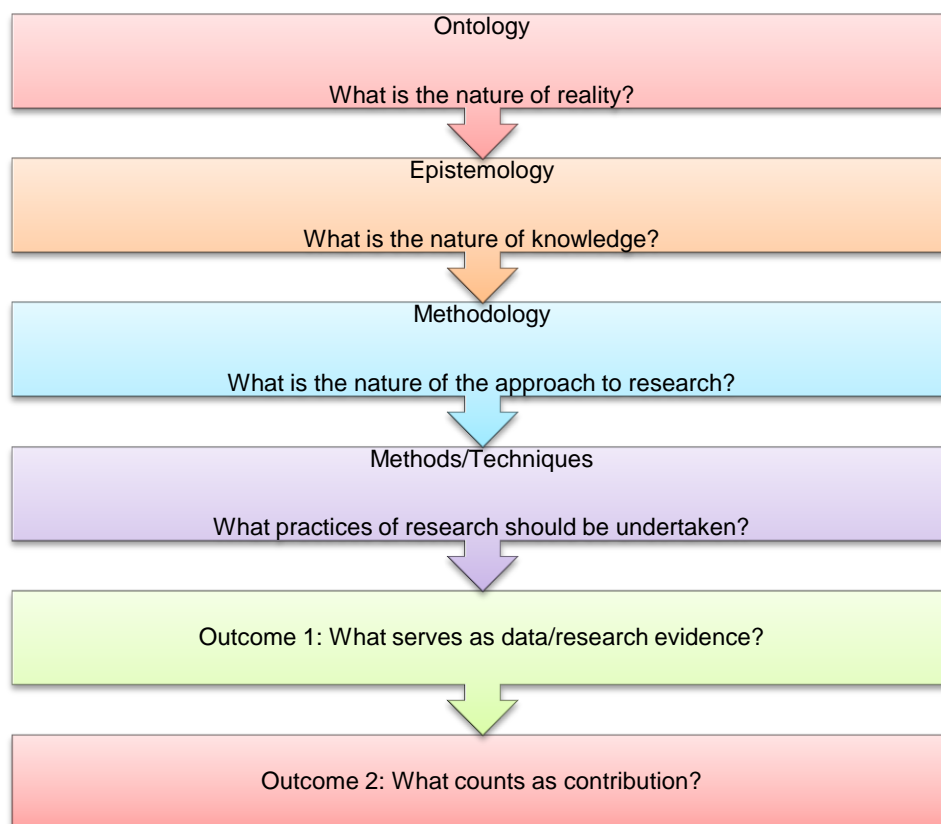 Ontology
What is the nature of reality?
Epistemology
What is the nature of knowledge?
Methodology
What is the nature of the approach to research?
Methods/Techniques
What practices of research should be undertaken?
Outcome 1: What serves as data/research evidence?
Outcome 2: What counts as contribution?